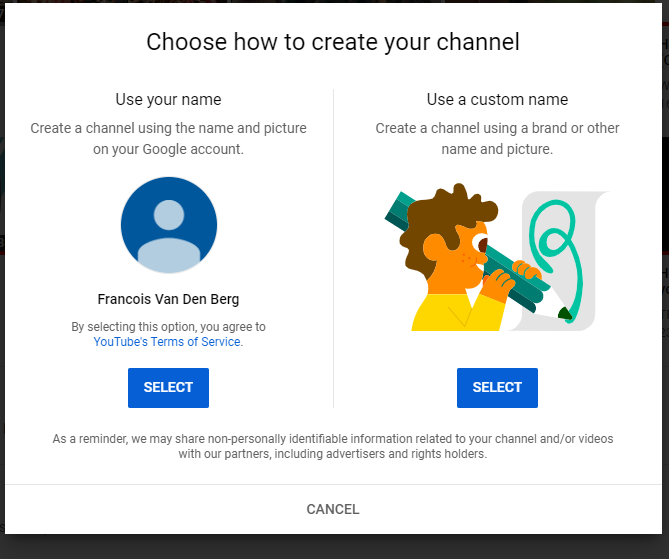 Choose how to create your channel
Use your name
Create a channel using the name and picture
on your Google account.
Francois Van Den Berg
By selecting this option, you agree to
YouTube's Terms of Service.
SELECT
Use a custom name
Create a channel using a brand or other
name and picture.
SELECT
As a reminder, we may share non-personally identifiable information related to your channel and/or videos
with our partners, including advertisers and rights holders.
CANCEL